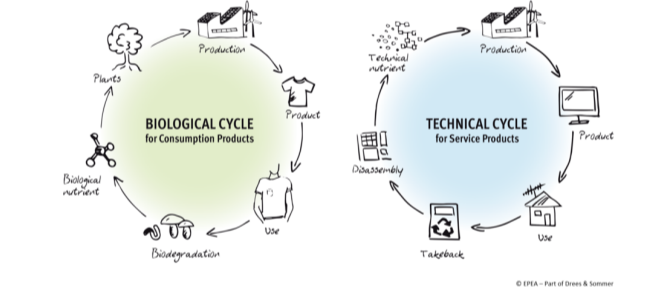 Production
Plants
Product
BIOLOGICAL CYCLE
for Consumption Products
Biological
nutrient
Use
Biodegradation
Production
Technical
nutrient
Product
TECHNICAL CYCLE
for Service Products
Disassembly
Use
Takeback
© EPEA – Part of Drees & Sommer